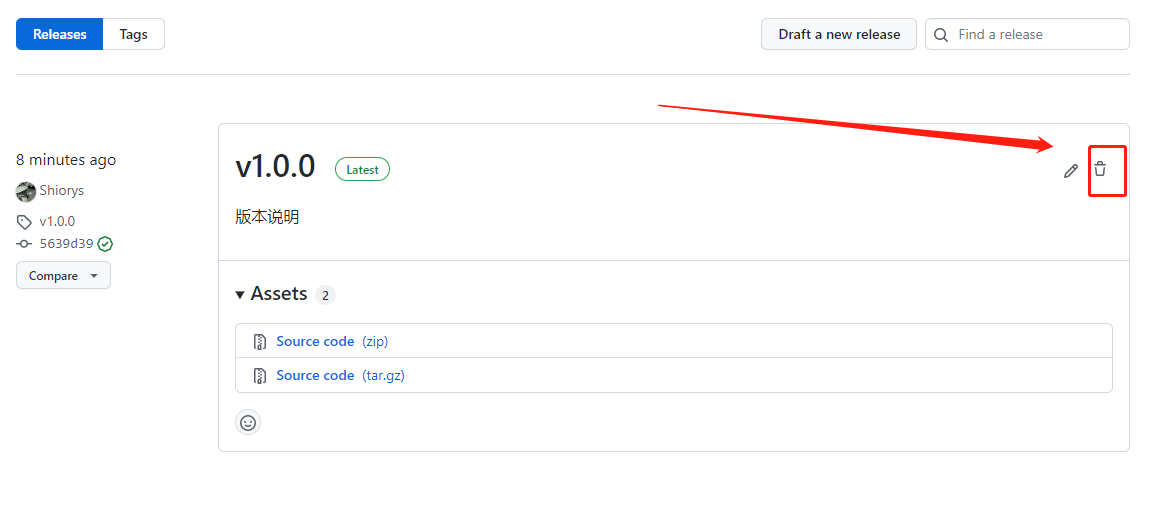 Releases
Tags
Draft a new release
Find a release
8 minutes ago
Shiorys
v1.0.0
5639d39
Compare
v1.0.0
Latest
版本说明
Assets 2
Source code (zip)
Source code (tar.gz)